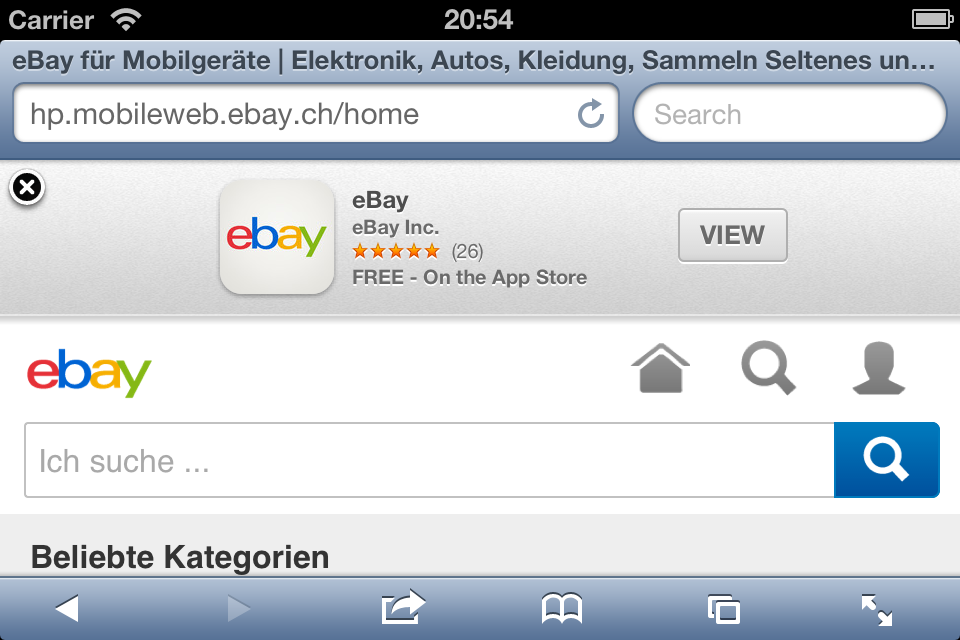 Carrier 20:54
eBay für Mobilgeräte | Elektronik, Autos, Kleidung, Sammeln Seltenes un...
hp.mobileweb.ebay.ch/home Search
ebay
eBay
eBay Inc.
(26)
FREE - On the App Store
VIEW
ebay
Ich suche ...
Beliebte Kategorien